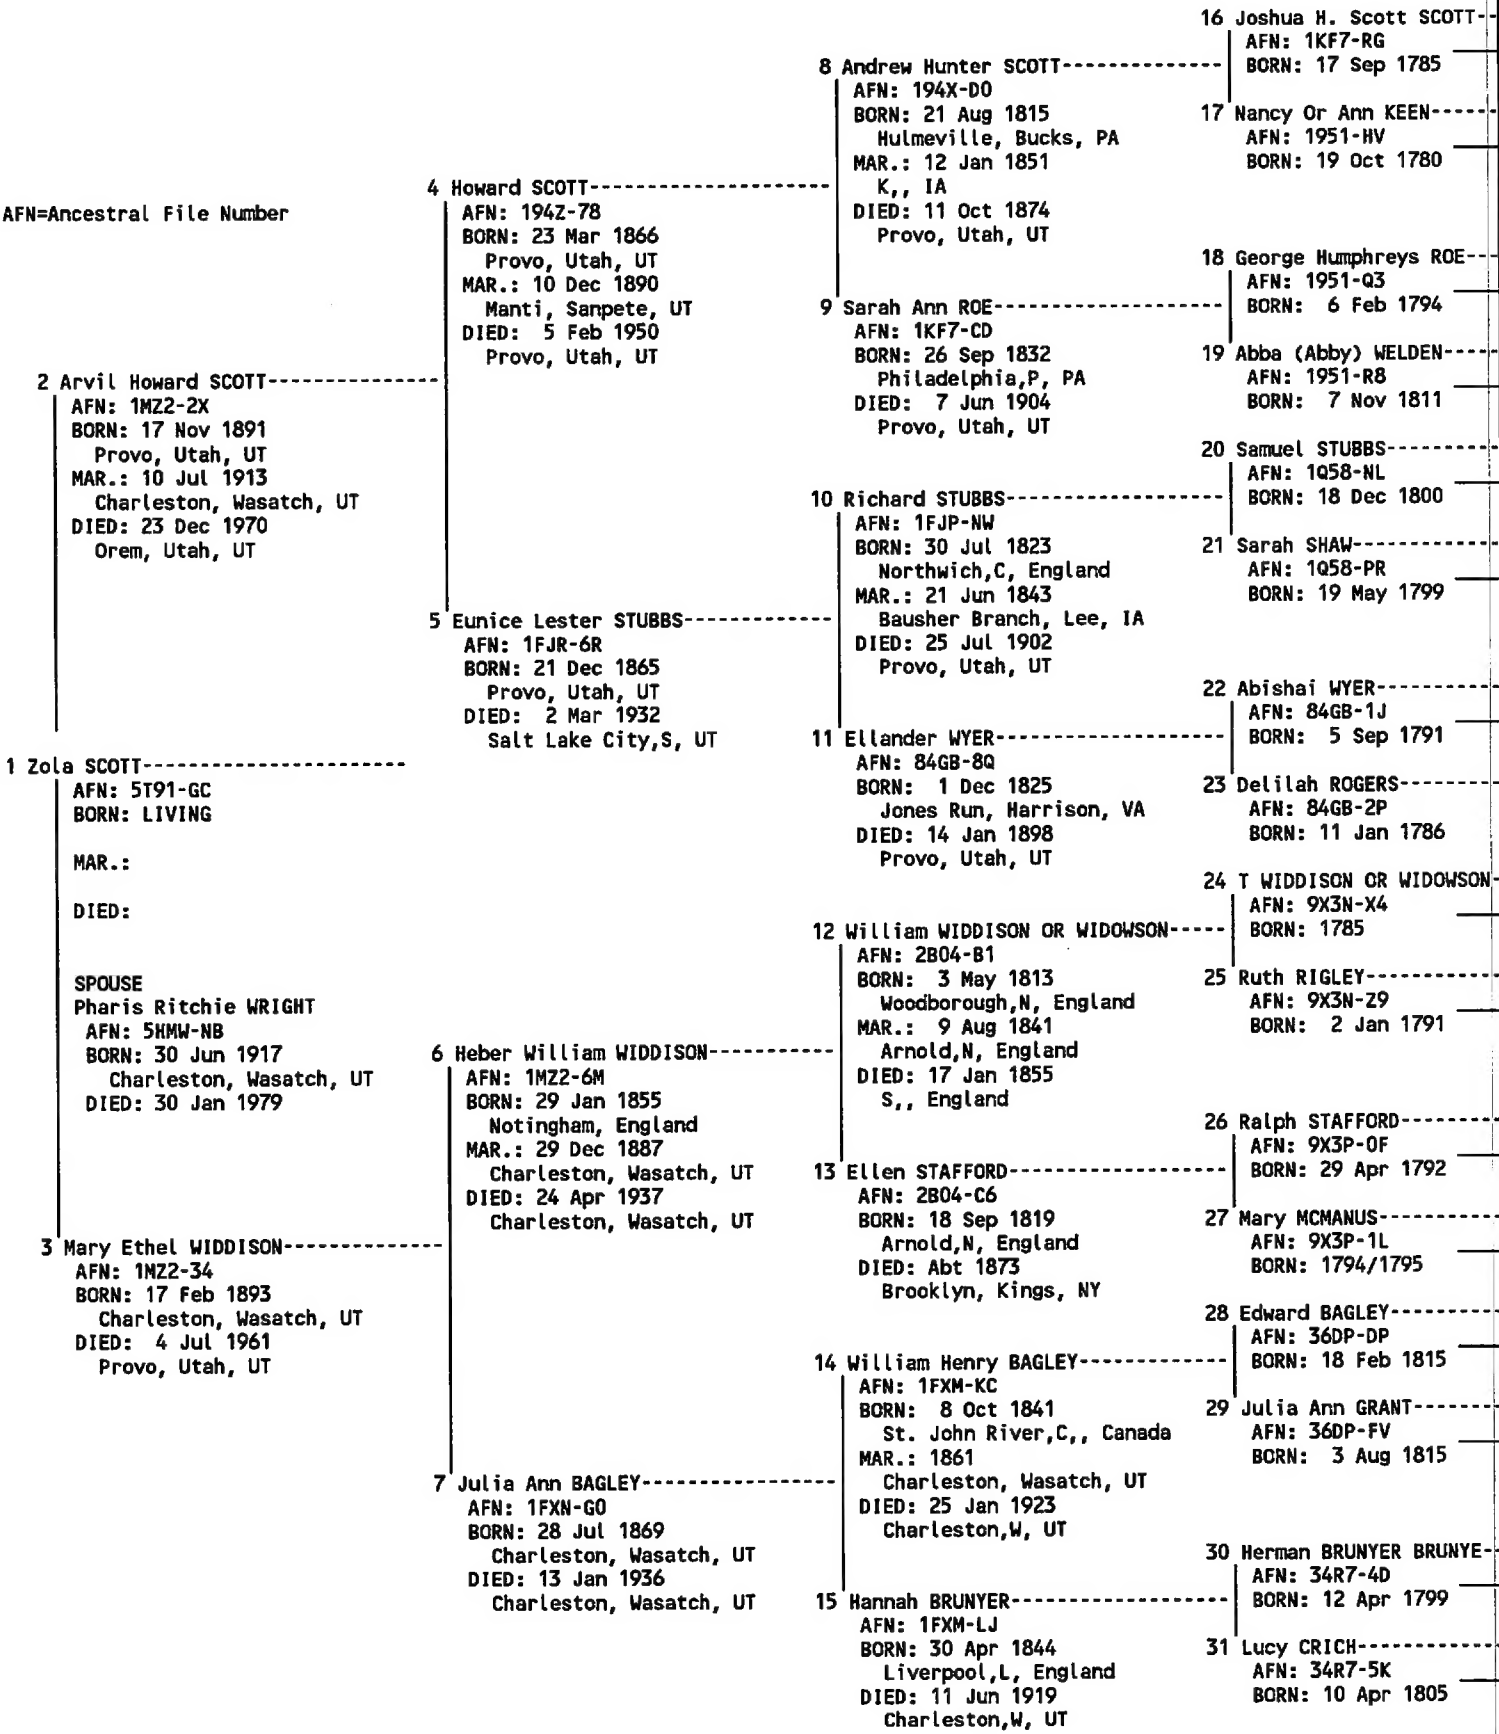 AFN=Ancestral File Number
1 Zola SCOTT----------------------
AFN: 5T91-GC
BORN: LIVING
MAR.:
DIED:
SPOUSE
Pharis Ritchie WRIGHT
AFN: 5HMW-NB
BORN: 30 Jun 1917
Charleston, Wasatch, UT
DIED: 30 Jan 1979
2 Arvil Howard SCOTT--------------
AFN: 1MZ2-2X
BORN: 17 Nov 1891
Provo, Utah, UT
MAR.: 10 Jul 1913
Charleston, Wasatch, UT
DIED: 23 Dec 1970
Orem, Utah, UT
3 Mary Ethel WIDDISON-------------
AFN: 1MZ2-34
BORN: 17 Feb 1893
Charleston, Wasatch, UT
DIED: 4 Jul 1961
Provo, Utah, UT
4 Howard SCOTT--------------------
AFN: 194Z-78
BORN: 23 Mar 1866
Provo, Utah, UT
MAR.: 10 Dec 1890
Manti, Sanpete, UT
DIED: 5 Feb 1950
Provo, Utah, UT
5 Eunice Lester STUBBS------------
AFN: 1FJR-6R
BORN: 21 Dec 1865
Provo, Utah, UT
DIED: 2 Mar 1932
Salt Lake City,S, UT
6 Heber William WIDDISON----------
AFN: 1MZ2-6M
BORN: 29 Jan 1855
Notingham, England
MAR.: 29 Dec 1887
Charleston, Wasatch, UT
DIED: 24 Apr 1937
Charleston, Wasatch, UT
7 Julia Ann BAGLEY----------------
AFN: 1FXN-G0
BORN: 28 Jul 1869
Charleston, Wasatch, UT
DIED: 13 Jan 1936
Charleston, Wasatch, UT
8 Andrew Hunter SCOTT-------------
AFN: 194X-D0
BORN: 21 Aug 1815
Hulmeville, Bucks, PA
MAR.: 12 Jan 1851
K,, IA
DIED: 11 Oct 1874
Provo, Utah, UT
9 Sarah Ann ROE-------------------
AFN: 1KF7-CD
BORN: 26 Sep 1832
Philadelphia,P, PA
DIED: 7 Jun 1904
Provo, Utah, UT
10 Richard STUBBS------------------
AFN: 1FJP-NW
BORN: 30 Jul 1823
Northwich,C, England
MAR.: 21 Jun 1843
Bausher Branch, Lee, IA
DIED: 25 Jul 1902
Provo, Utah, UT
11 Ellander WYER-------------------
AFN: 84GB-8Q
BORN: 1 Dec 1825
Jones Run, Harrison, VA
DIED: 14 Jan 1898
Provo, Utah, UT
12 William WIDDISON OR WIDOWSON-----
AFN: 2B04-B1
BORN: 3 May 1813
Woodborough,N, England
MAR.: 9 Aug 1841
Arnold,N, England
DIED: 17 Jan 1855
S,, England
13 Ellen STAFFORD------------------
AFN: 2B04-C6
BORN: 18 Sep 1819
Arnold,N, England
DIED: Abt 1873
Brooklyn, Kings, NY
14 William Henry BAGLEY------------
AFN: 1FXM-KC
BORN: 8 Oct 1841
St. John River,C,, Canada
MAR.: 1861
Charleston, Wasatch, UT
DIED: 25 Jan 1923
Charleston,W, UT
15 Hannah BRUNYER------------------
AFN: 1FXM-LJ
BORN: 30 Apr 1844
Liverpool,L, England
DIED: 11 Jun 1919
Charleston,W, UT
16 Joshua H. Scott SCOTT--
AFN: 1KF7-RG
BORN: 17 Sep 1785
17 Nancy Or Ann KEEN-----
AFN: 1951-HV
BORN: 19 Oct 1780
18 George Humphreys ROE---
AFN: 1951-Q3
BORN: 6 Feb 1794
19 Abba (Abby) WELDEN-----
AFN: 1951-R8
BORN: 7 Nov 1811
20 Samuel STUBBS----------
AFN: 1Q58-NL
BORN: 18 Dec 1800
21 Sarah SHAW------------
AFN: 1Q58-PR
BORN: 19 May 1799
22 Abishai WYER----------
AFN: 84GB-1J
BORN: 5 Sep 1791
23 Delilah ROGERS--------
AFN: 84GB-2P
BORN: 11 Jan 1786
24 T WIDDISON OR WIDOWSON-
AFN: 9X3N-X4
BORN: 1785
25 Ruth RIGLEY-----------
AFN: 9X3N-Z9
BORN: 2 Jan 1791
26 Ralph STAFFORD--------
AFN: 9X3P-0F
BORN: 29 Apr 1792
27 Mary MCMANUS----------
AFN: 9X3P-1L
BORN: 1794/1795
28 Edward BAGLEY---------
AFN: 36DP-DP
BORN: 18 Feb 1815
29 Julia Ann GRANT-------
AFN: 36DP-FV
BORN: 3 Aug 1815
30 Herman BRUNYER BRUNYE--
AFN: 34R7-4D
BORN: 12 Apr 1799
31 Lucy CRICH------------
AFN: 34R7-5K
BORN: 10 Apr 1805